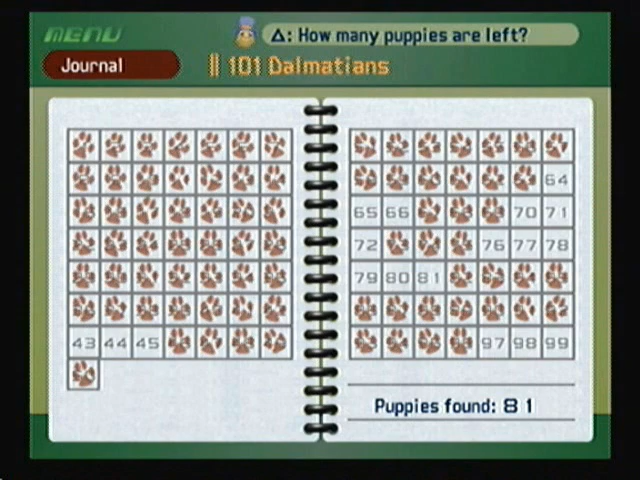 MENU
Δ: How many puppies are left?
Journal
101 Dalmatians
64
65 66 70 71
72 76 77 78
79 80 81
43 44 45 97 98 99
Puppies found: 81